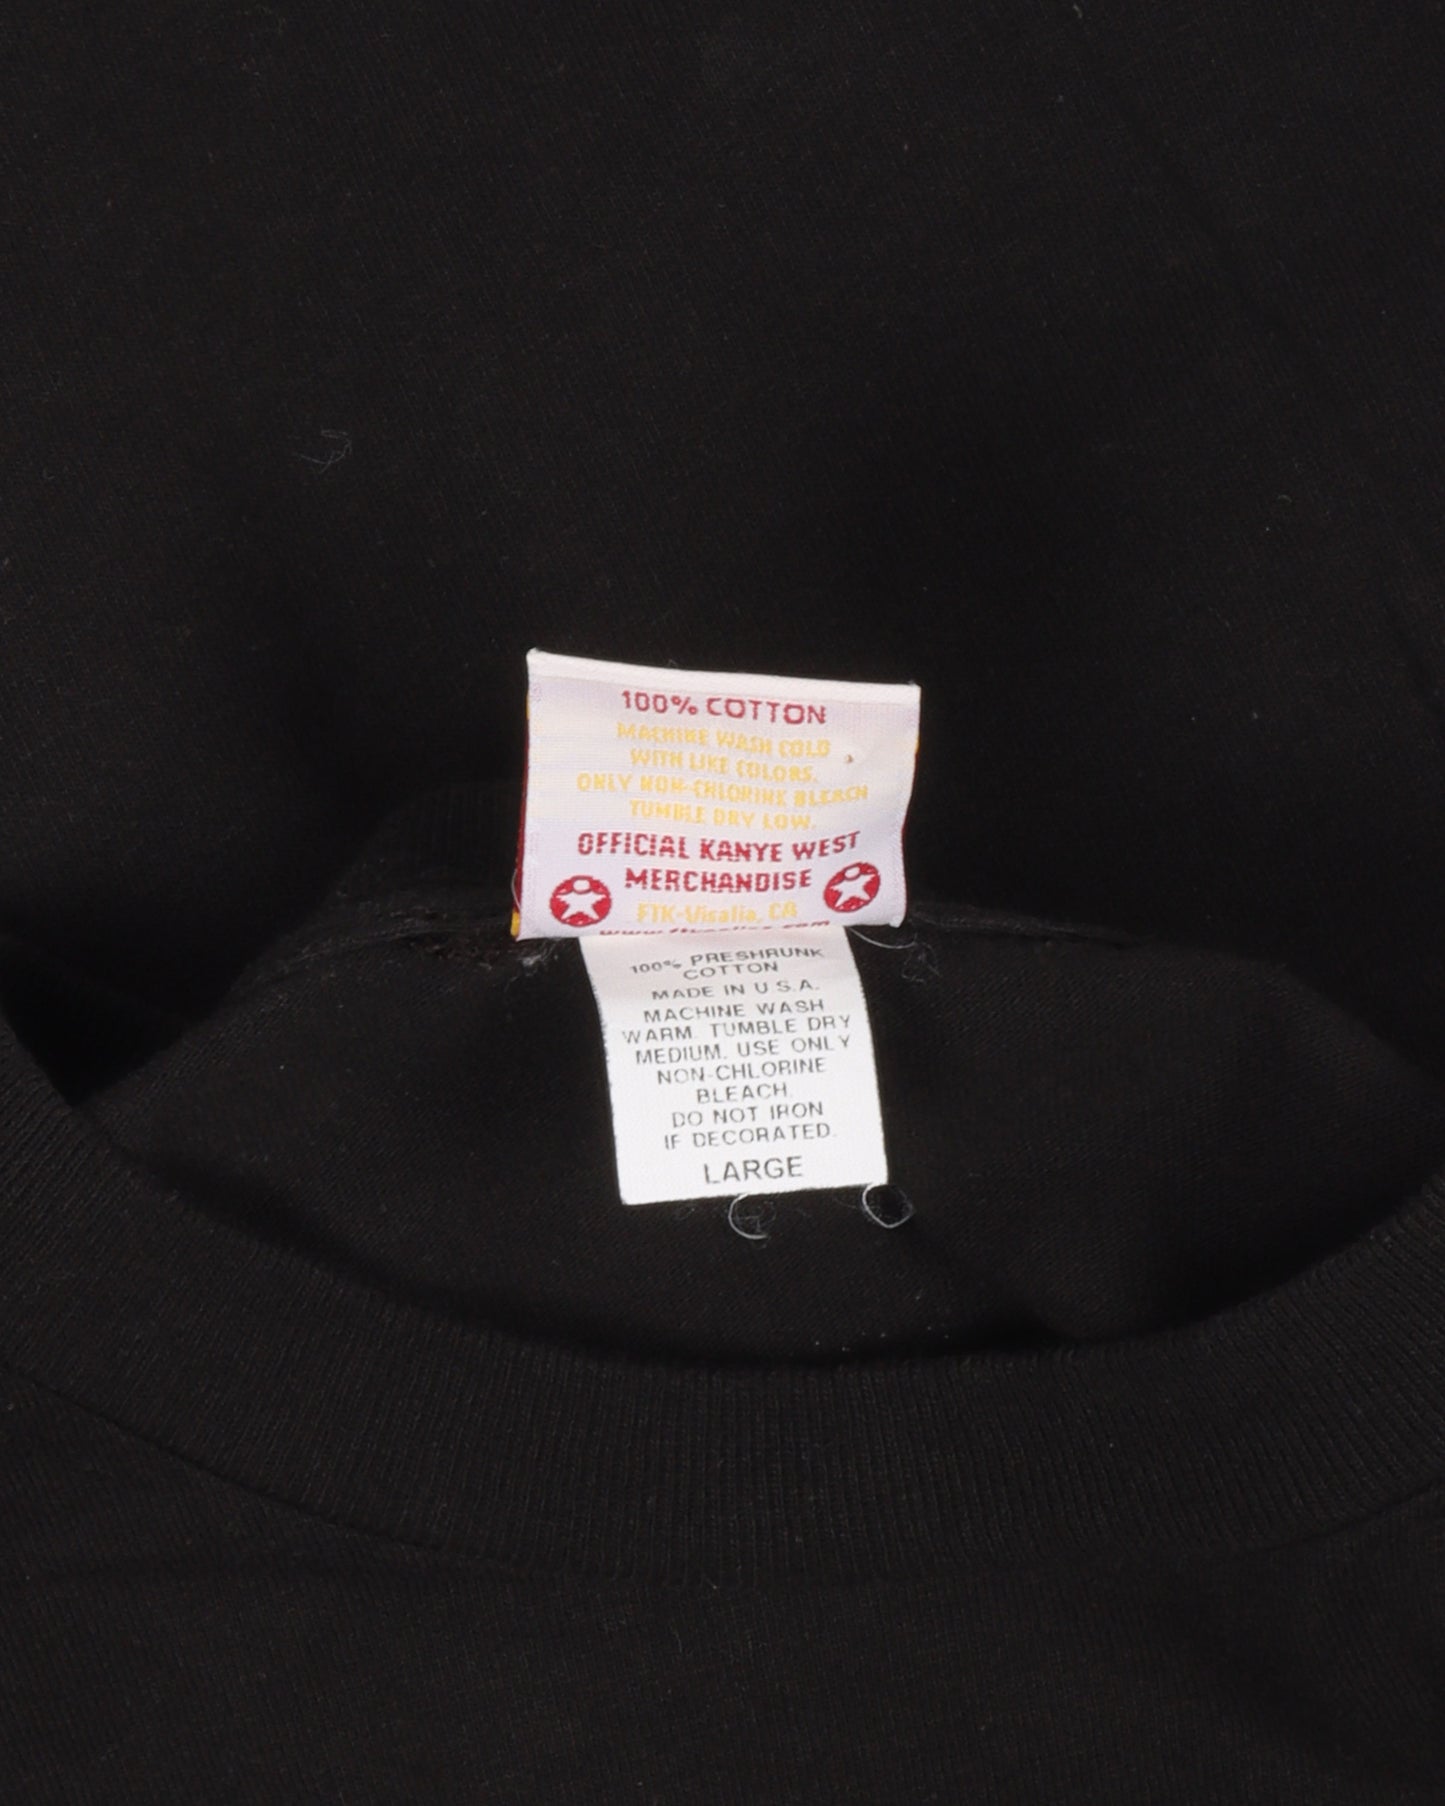 100% COTTON
MACHINE WASH COLD
WITH LIKE COLORS.
ONLY NON-CHLORINE BLEACH
TUMBLE DRY LOW.
OFFICIAL KANYE WEST
MERCHANDISE
FTK-Visalia, CA
100% PRESHRUNK
COTTON
MADE IN U.S.A.
MACHINE WASH
WARM. TUMBLE DRY
MEDIUM. USE ONLY
NON-CHLORINE
BLEACH.
DO NOT IRON
IF DECORATED.
LARGE